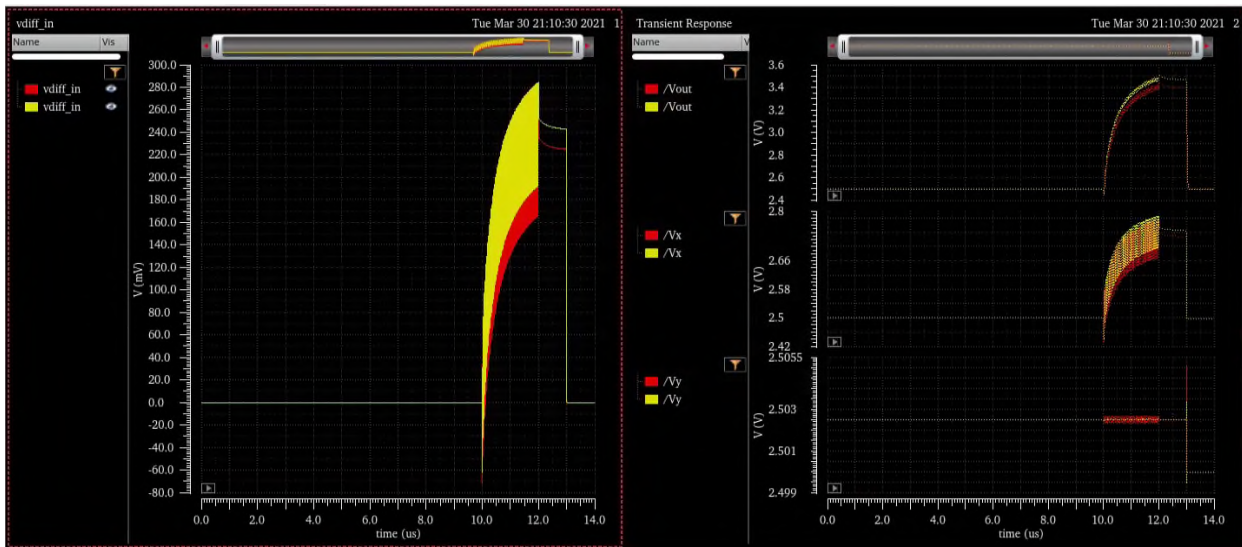 vdiff_in
Tue Mar 30 21:10:30 2021 1
Name Vis
vdiff_in
vdiff_in
300.0
280.0
260.0
240.0
220.0
200.0
180.0
160.0
140.0
120.0
100.0
80.0
60.0
40.0
20.0
0.0
-20.0
-40.0
-60.0
-80.0
V (mV)
0.0 2.0 4.0 6.0 8.0 10.0 12.0 14.0
time (us)
Transient Response
Tue Mar 30 21:10:30 2021 2
Name V
/Vout
/Vout
3.6
3.4
3.2
3.0
2.8
2.6
2.4
V (V)
/Vx
/Vx
2.8
2.66
2.58
2.5
2.42
V (V)
/Vy
/Vy
2.5055
2.503
2.501
2.499
V (V)
0.0 2.0 4.0 6.0 8.0 10.0 12.0 14.0
time (us)